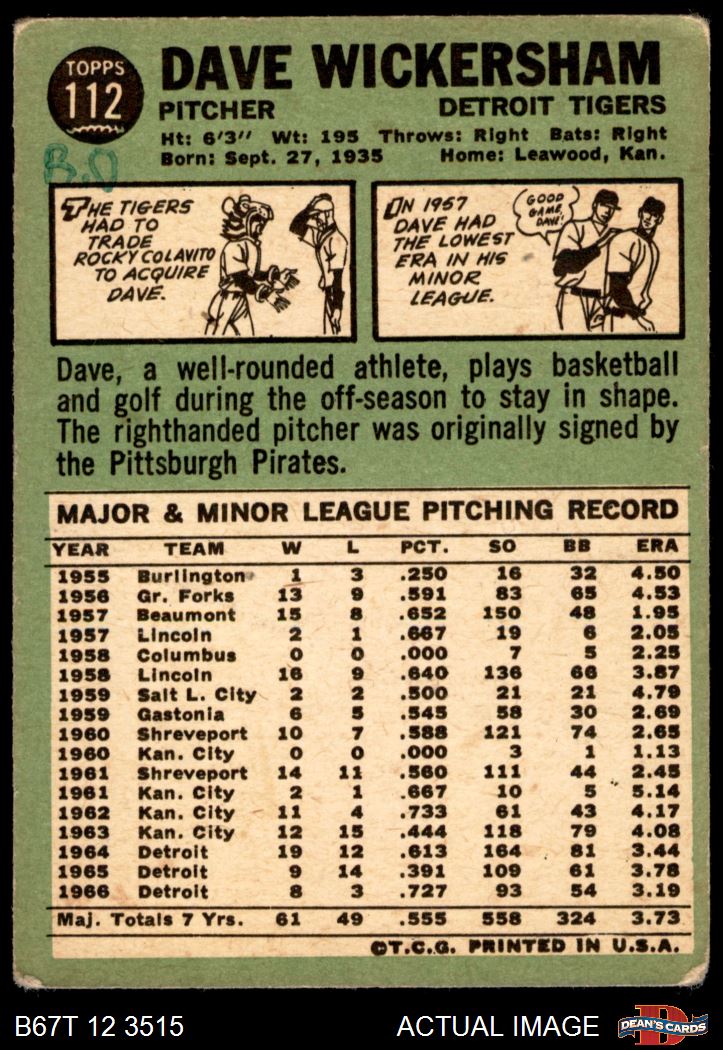 TOPPS
112
DAVE WICKERSHAM
PITCHER DETROIT TIGERS
Ht: 6'3" Wt: 195 Throws: Right Bats: Right
Born: Sept. 27, 1935 Home: Leawood, Kan.
B.O
THE TIGERS
HAD TO
TRADE
ROCKY COLAVITO
TO ACQUIRE
DAVE.
IN 1957
DAVE HAD
THE LOWEST
ERA IN HIS
MINOR
LEAGUE.
GOOD
GAME,
DAVE!
Dave, a well-rounded athlete, plays basketball
and golf during the off-season to stay in shape.
The righthanded pitcher was originally signed by
the Pittsburgh Pirates.
MAJOR & MINOR LEAGUE PITCHING RECORD
YEAR TEAM W L PCT. SO BB ERA
1955 Burlington 1 3 .250 16 32 4.50
1956 Gr. Forks 13 9 .591 83 65 4.53
1957 Beaumont 15 8 .652 150 48 1.95
1957 Lincoln 2 1 .667 19 6 2.05
1958 Columbus 0 0 .000 7 5 2.25
1958 Lincoln 16 9 .640 136 66 3.87
1959 Salt L. City 2 2 .500 21 21 4.79
1959 Gastonia 6 5 .545 58 30 2.69
1960 Shreveport 10 7 .588 121 74 2.65
1960 Kan. City 0 0 .000 3 1 1.13
1961 Shreveport 14 11 .560 111 44 2.45
1961 Kan. City 2 1 .667 10 5 5.14
1962 Kan. City 11 4 .733 61 43 4.17
1963 Kan. City 12 15 .444 118 79 4.08
1964 Detroit 19 12 .613 164 81 3.44
1965 Detroit 9 14 .391 109 61 3.78
1966 Detroit 8 3 .727 93 54 3.19
Maj. Totals 7 Yrs. 61 49 .555 558 324 3.73
©T.C.G. PRINTED IN U.S.A.
B67T 12 3515 ACTUAL IMAGE
DEAN'S CARDS